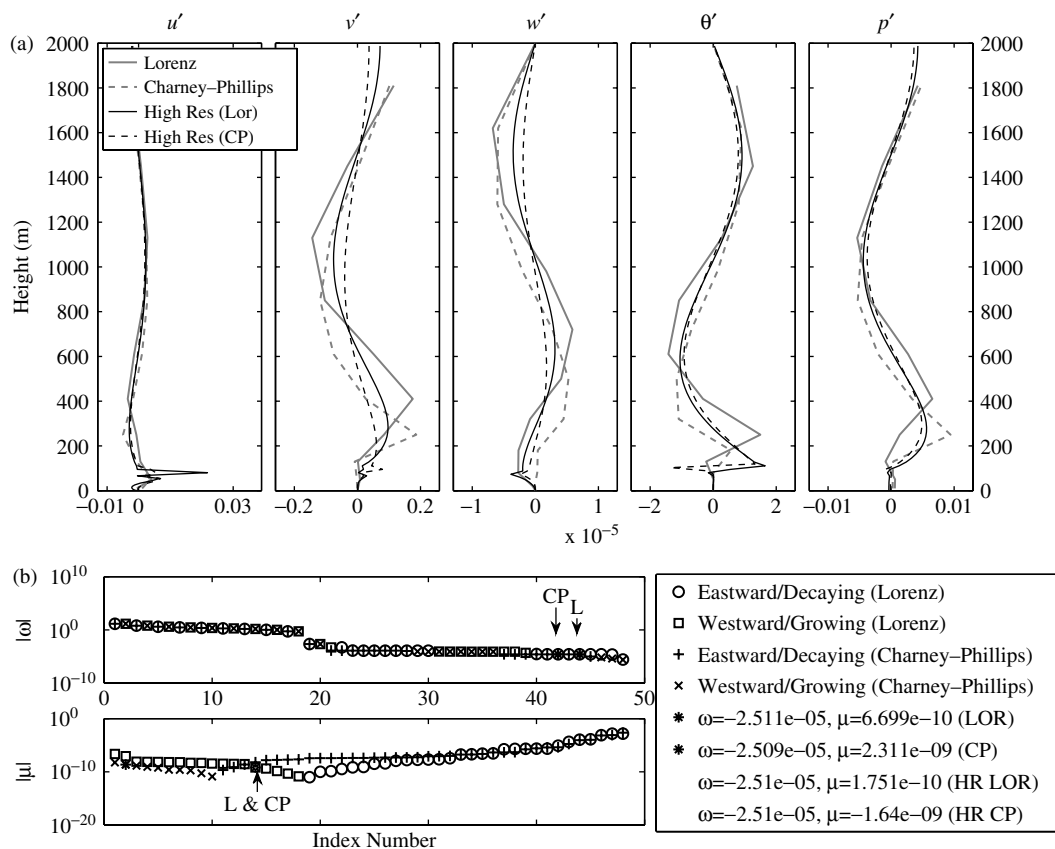 u′ v′ w′ θ′ p′
(a)
2000 1800 1600 1400 1200 1000 800 600 400 200 0
Height (m)
Lorenz
Charney–Phillips
High Res (Lor)
High Res (CP)
2000 1800 1600 1400 1200 1000 800 600 400 200 0
−0.01 0 0.03
−0.2 0 0.2
−1 0 1
−2 0 2
−0.01 0 0.01
x 10⁻⁵
(b)
10¹⁰
10⁰
10⁻¹⁰
|ω|
CP L
0 10 20 30 40 50
10⁰
10⁻¹⁰
10⁻²⁰
|μ|
L & CP
Index Number
Eastward/Decaying (Lorenz)
Westward/Growing (Lorenz)
Eastward/Decaying (Charney–Phillips)
Westward/Growing (Charney–Phillips)
ω=−2.511e−05, μ=6.699e−10 (LOR)
ω=−2.509e−05, μ=2.311e−09 (CP)
ω=−2.51e−05, μ=1.751e−10 (HR LOR)
ω=−2.51e−05, μ=−1.64e−09 (HR CP)